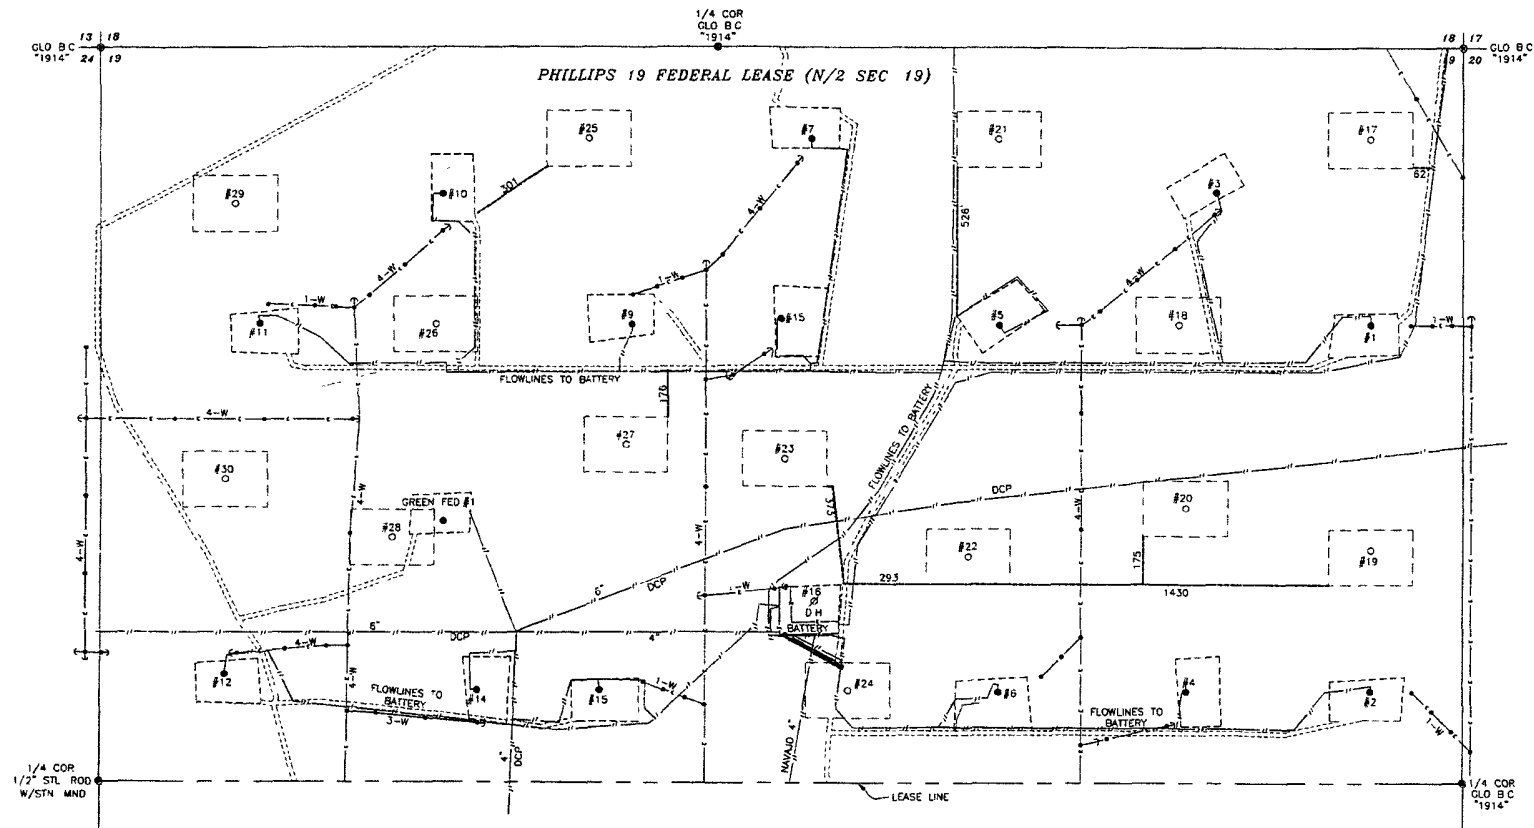 1/4 COR
GLO B C
"1914"
13 18
GLO B C
"1914"
24 19
18 17
GLO B C
"1914"
9 20
PHILLIPS 19 FEDERAL LEASE (N/2 SEC 19)
#25
#7
#21
#17
#29
#10
301
4-W
#3
62'
526'
4-W
4-W
1-W
1-W
#11
#26
#9
#15
#5
#18
#1
1-W
FLOWLINES TO BATTERY
176
4-W
FLOWLINES TO BATTERY
#27
#23
#30
DCP
GREEN FED #1
#28
4-W
375
#20
4-W
4-W
4-W
#22
175
#19
6"
DCP
1-W
#16
D H
BATTERY
293
1430
6"
DCP
4"
4-W
#12
4-W
FLOWLINES TO
BATTERY
3-W
#14
#15
1-W
#24
#6
#4
#2
FLOWLINES TO
BATTERY
1-W
4"
DCP
NAVAJO 4"
1/4 COR
1/2" STL ROD
W/STN MND
LEASE LINE
1/4 COR
GLO B C
"1914"